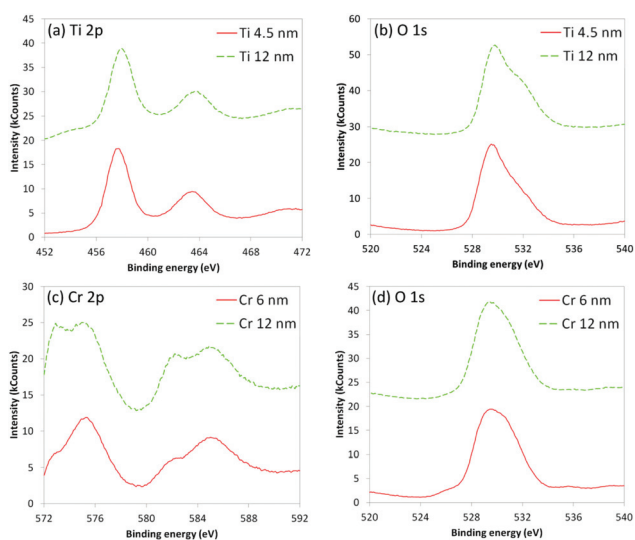 (a) Ti 2p
Ti 4.5 nm
Ti 12 nm
Intensity (kCounts)
45
40
35
30
25
20
15
10
5
0
452 456 460 464 468 472
Binding energy (eV)
(b) O 1s
Ti 4.5 nm
Ti 12 nm
Intensity (kCounts)
60
50
40
30
20
10
0
520 524 528 532 536 540
Binding energy (eV)
(c) Cr 2p
Cr 6 nm
Cr 12 nm
Intensity (kCounts)
30
25
20
15
10
5
0
572 576 580 584 588 592
Binding energy (eV)
(d) O 1s
Cr 6 nm
Cr 12 nm
Intensity (kCounts)
45
40
35
30
25
20
15
10
5
0
520 524 528 532 536 540
Binding energy (eV)